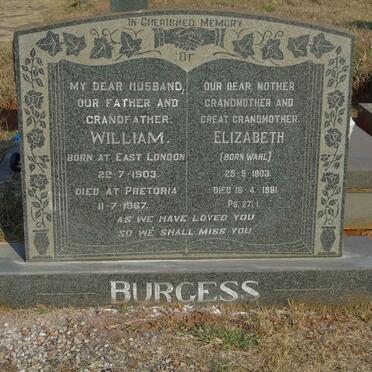 IN CHERISHED MEMORY
OF
MY DEAR HUSBAND,
OUR FATHER AND
GRANDFATHER.
WILLIAM.
BORN AT EAST LONDON
22-7-1903.
DIED AT PRETORIA
11-7-1967.
OUR DEAR MOTHER
GRANDMOTHER AND
GREAT GRANDMOTHER.
ELIZABETH
(BORN WAHL)
25-9-1903
DIED 16-4-1981
PS. 27.1.
AS WE HAVE LOVED YOU
SO WE SHALL MISS YOU
BURGESS